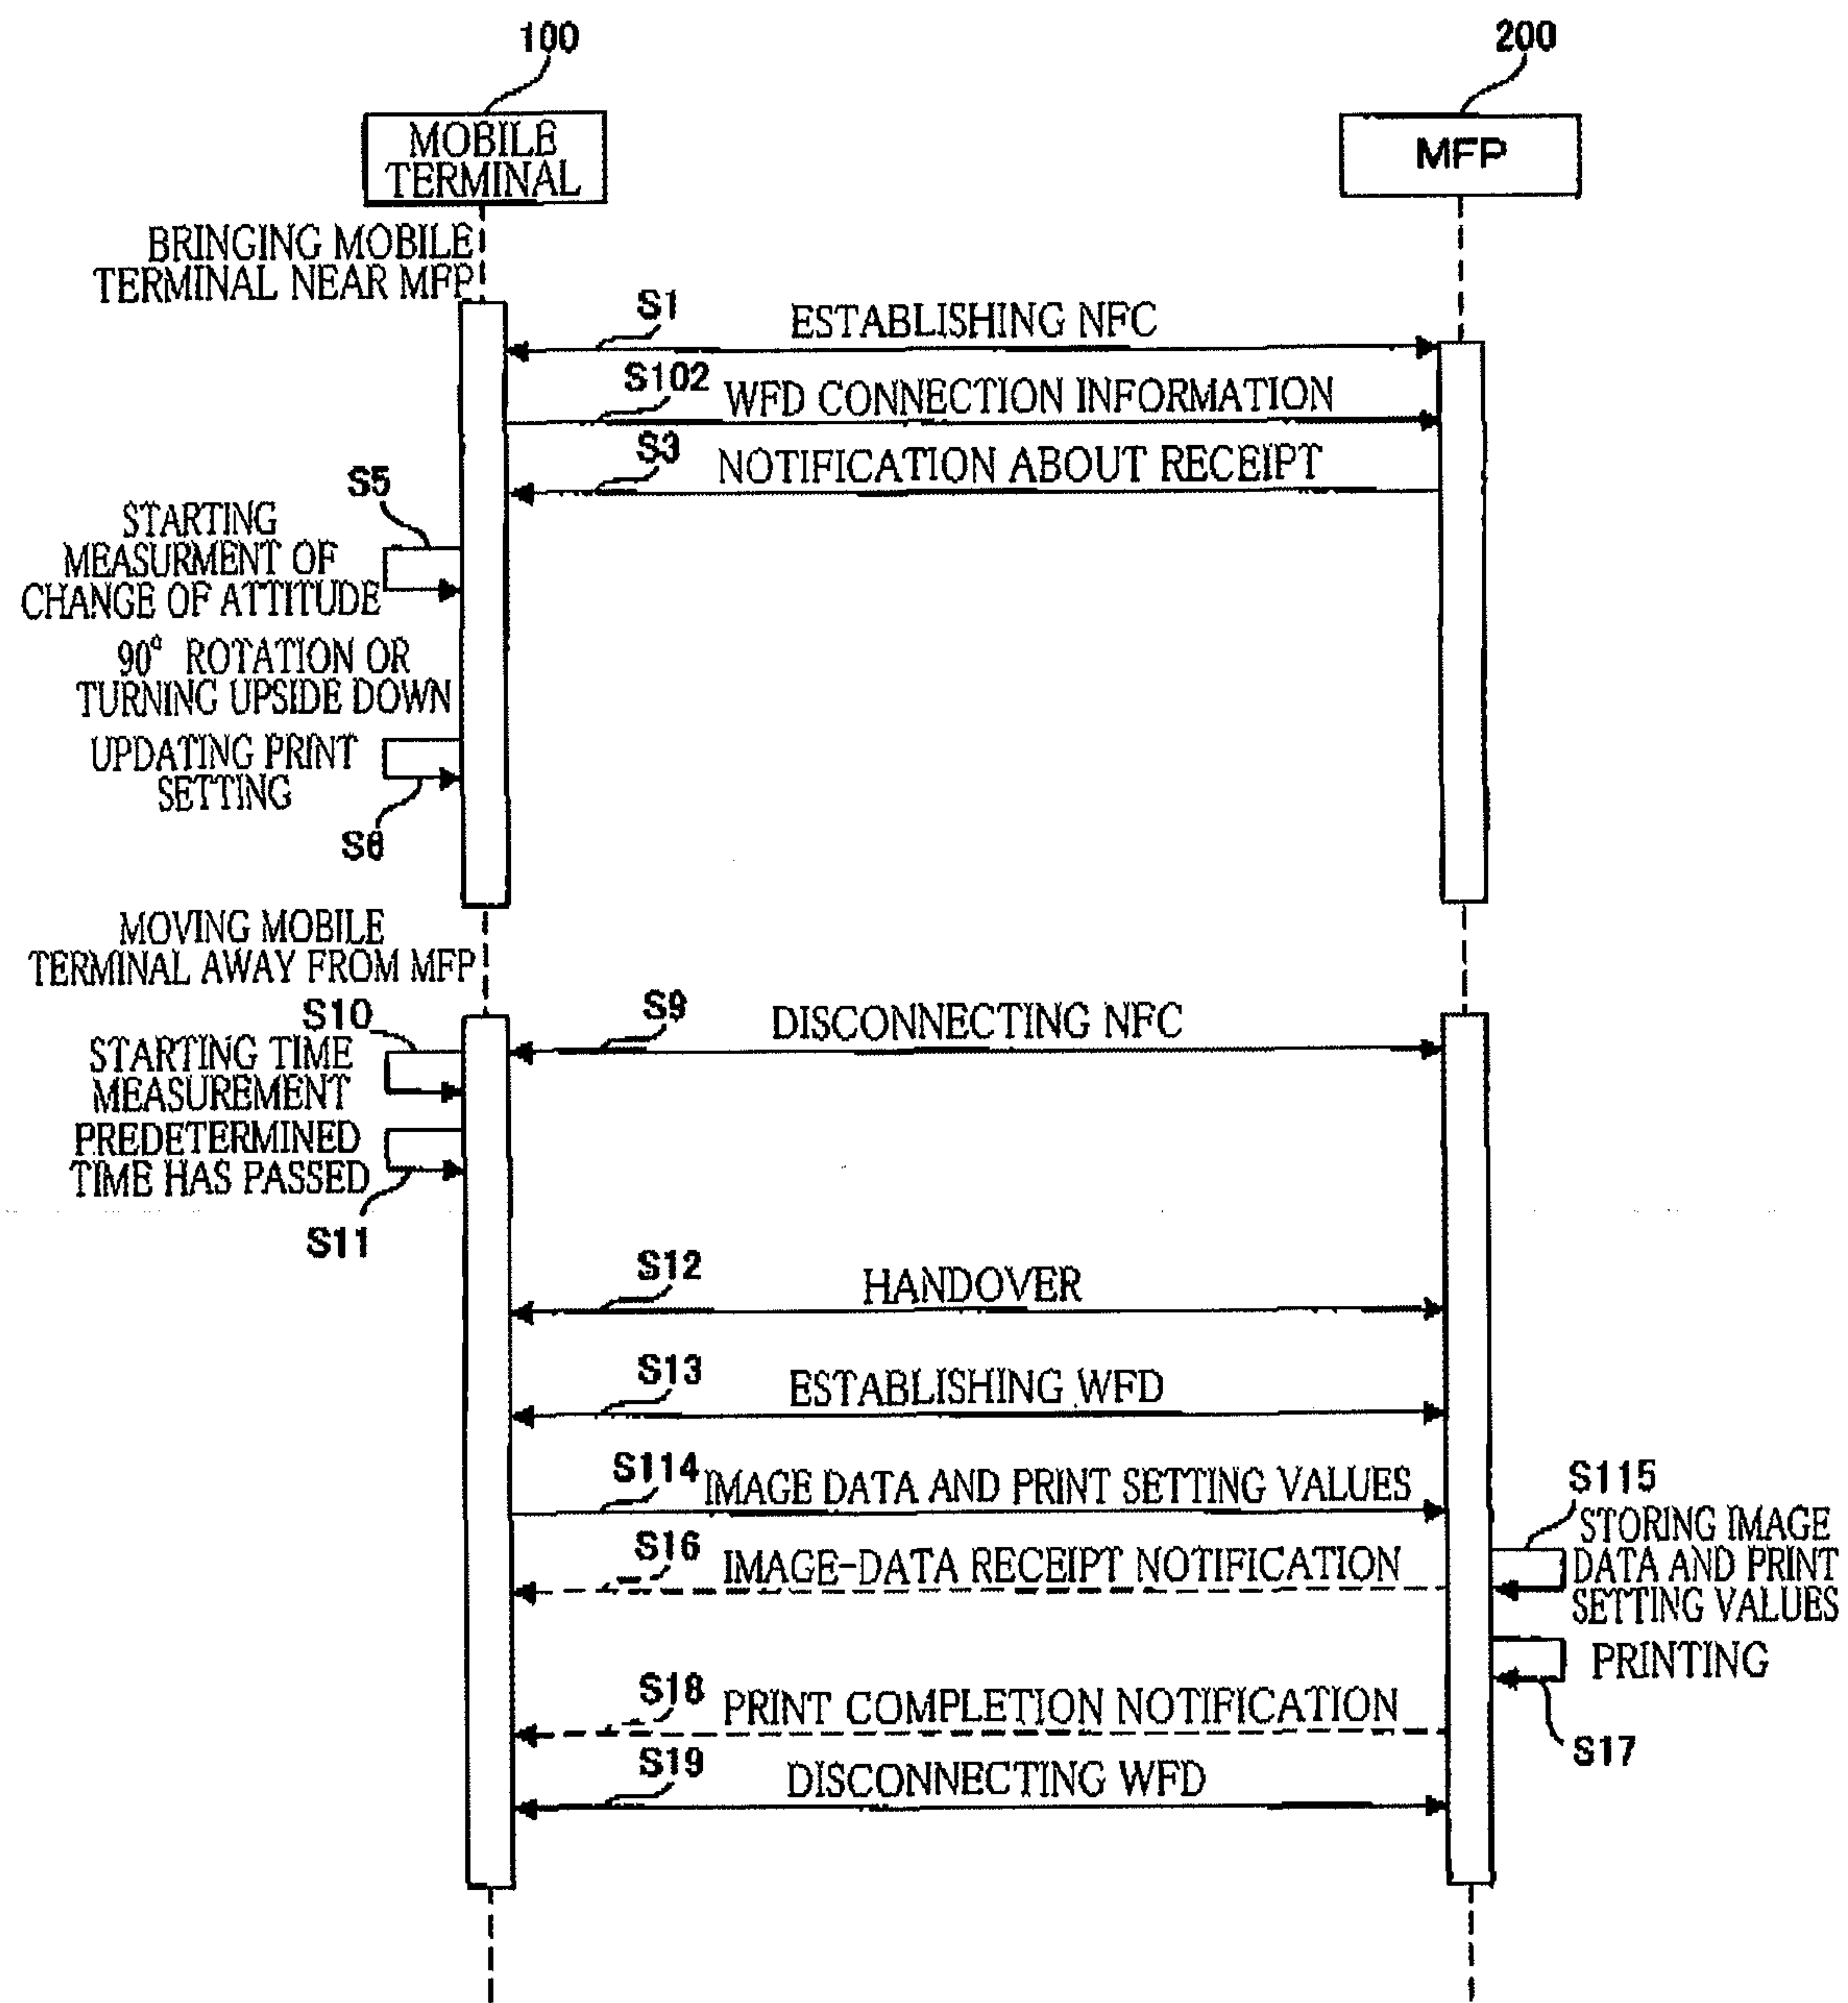 100
200
MOBILE
TERMINAL
MFP
BRINGING MOBILE
TERMINAL NEAR MFP
S1
ESTABLISHING NFC
S102
WFD CONNECTION INFORMATION
S3
NOTIFICATION ABOUT RECEIPT
S5
STARTING
MEASURMENT OF
CHANGE OF ATTITUDE
90° ROTATION OR
TURNING UPSIDE DOWN
UPDATING PRINT
SETTING
S6
MOVING MOBILE
TERMINAL AWAY FROM MFP
S10
S9
DISCONNECTING NFC
STARTING TIME
MEASUREMENT
PREDETERMINED
TIME HAS PASSED
S11
S12
HANDOVER
S13
ESTABLISHING WFD
S114
IMAGE DATA AND PRINT SETTING VALUES
S115
STORING IMAGE
DATA AND PRINT
SETTING VALUES
S16
IMAGE-DATA RECEIPT NOTIFICATION
PRINTING
S17
S18
PRINT COMPLETION NOTIFICATION
S19
DISCONNECTING WFD